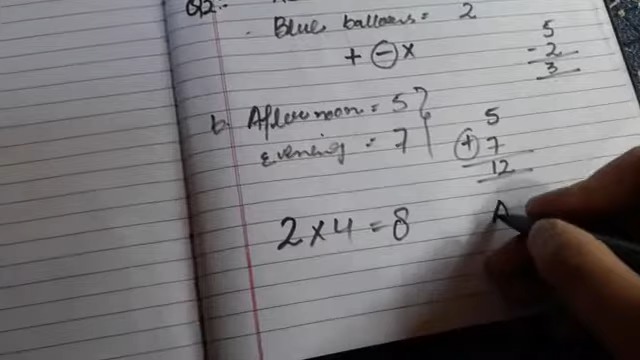 Q2:-
Blue balloons = 2
+ - x
5
- 2
3
b. Afternoon = 5
Evening = 7
5
+ 7
12
2 x 4 = 8
A